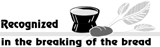 Recognized
in the breaking of the bread